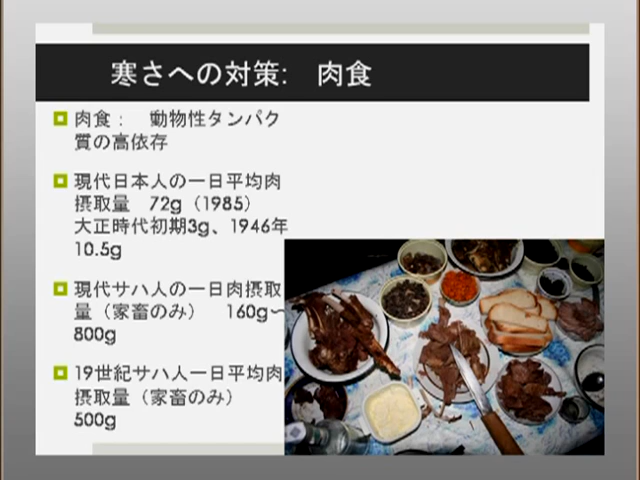 寒さへの対策:　肉食
肉食：　動物性タンパク
質の高依存
現代日本人の一日平均肉
摂取量　72g（1985）
大正時代初期3g、1946年
10.5g
現代サハ人の一日肉摂取
量（家畜のみ）　160g～
800g
19世紀サハ人一日平均肉
摂取量（家畜のみ）
500g